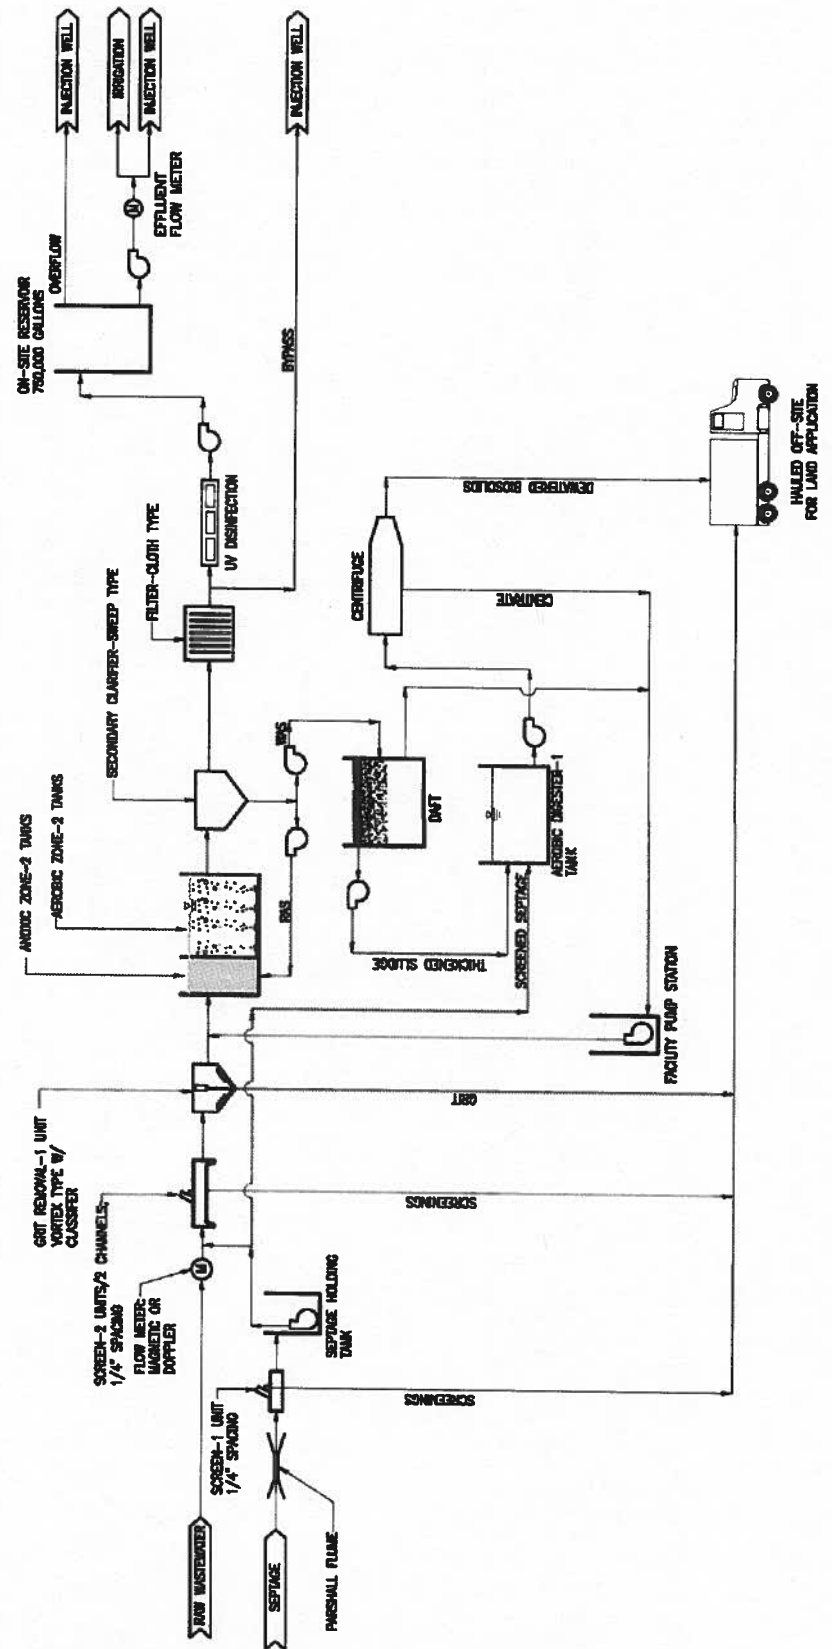 RAW WASTEWATER
SEPTAGE
PARSHALL FLUME
SCREEN-1 UNIT
1/4" SPACING
SCREENINGS
SEPTAGE HOLDING
TANK
FLOW METER:
MAGNETIC OR
DOPPLER
SCREEN-2 UNITS/2 CHANNELS,
1/4" SPACING
SCREENINGS
GRIT REMOVAL-1 UNIT
VORTEX TYPE W/
CLASSIFER
GRIT
M
ANOXIC ZONE-2 TANKS
AEROBIC ZONE-2 TANKS
SECONDARY CLARIFIER-SWEEP TYPE
FILTER-CLOTH TYPE
UV DISINFECTION
RAS
WAS
DAFT
THICKENED SLUDGE
SCREENED SEPTAGE
AEROBIC DIGESTER-1
TANK
FACILITY PUMP STATION
CENTRIFUGE
CENTRATE
DEWATERED BIOSOLIDS
HAULED OFF-SITE
FOR LAND APPLICATION
BYPASS
INJECTION WELL
ON-SITE RESERVOIR
750,000 GALLONS
OVERFLOW
INJECTION WELL
M
EFFLUENT
FLOW METER
IRRIGATION
INJECTION WELL